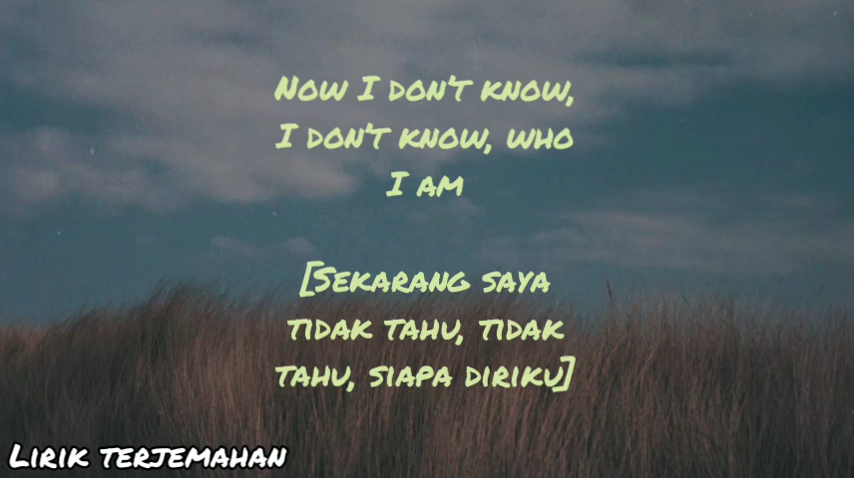 Now I don't know,
I don't know, who
I am
[Sekarang saya
tidak tahu, tidak
tahu, siapa diriku]
Lirik terjemahan